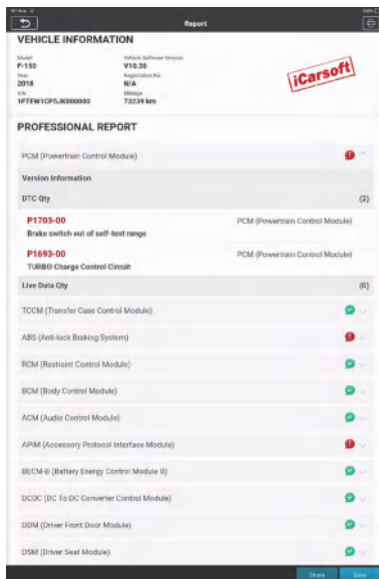 Report
VEHICLE INFORMATION
Model
F-150
Vehicle Software Version
V10.30
Year
2018
Registration No
N/A
VIN
1FTEW1CP5JK000000
Mileage
73239 km
iCarsoft
PROFESSIONAL REPORT
PCM (Powertrain Control Module)
Version Information
DTC Qty (2)
P1703-00 PCM (Powertrain Control Module)
Brake switch out of self-test range
P1693-00 PCM (Powertrain Control Module)
TURBO Charge Control Circuit
Live Data Qty (0)
TCCM (Transfer Case Control Module)
ABS (Anti-lock Braking System)
RCM (Restraint Control Module)
BCM (Body Control Module)
ACM (Audio Control Module)
APIM (Accessory Protocol Interface Module)
BECM-B (Battery Energy Control Module B)
DCDC (DC To DC Converter Control Module)
DDM (Driver Front Door Module)
DSM (Driver Seat Module)
Share Save